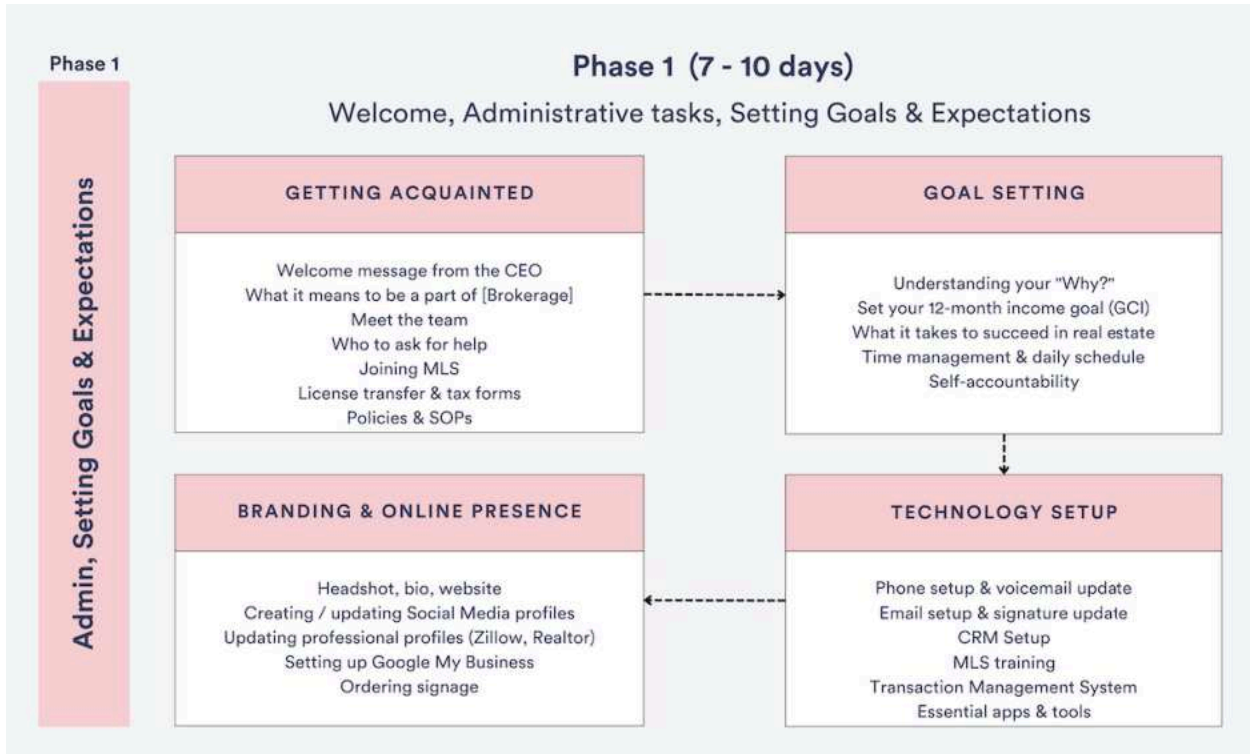 Phase 1
Admin, Setting Goals & Expectations
Phase 1 (7 - 10 days)
Welcome, Administrative tasks, Setting Goals & Expectations
GETTING ACQUAINTED
Welcome message from the CEO
What it means to be a part of [Brokerage]
Meet the team
Who to ask for help
Joining MLS
License transfer & tax forms
Policies & SOPs
GOAL SETTING
Understanding your "Why?"
Set your 12-month income goal (GCI)
What it takes to succeed in real estate
Time management & daily schedule
Self-accountability
TECHNOLOGY SETUP
Phone setup & voicemail update
Email setup & signature update
CRM Setup
MLS training
Transaction Management System
Essential apps & tools
BRANDING & ONLINE PRESENCE
Headshot, bio, website
Creating / updating Social Media profiles
Updating professional profiles (Zillow, Realtor)
Setting up Google My Business
Ordering signage